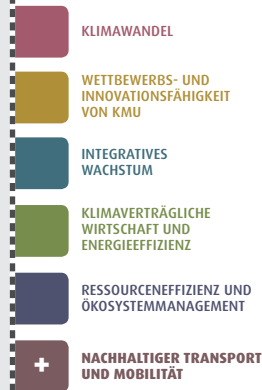 KLIMAWANDEL
WETTBEWERBS- UND
INNOVATIONSFÄHIGKEIT
VON KMU
INTEGRATIVES
WACHSTUM
KLIMAVERTRÄGLICHE
WIRTSCHAFT UND
ENERGIEEFFIZIENZ
RESSOURCENEFFIZIENZ UND
ÖKOSYSTEMMANAGEMENT
+ NACHHALTIGER TRANSPORT
UND MOBILITÄT